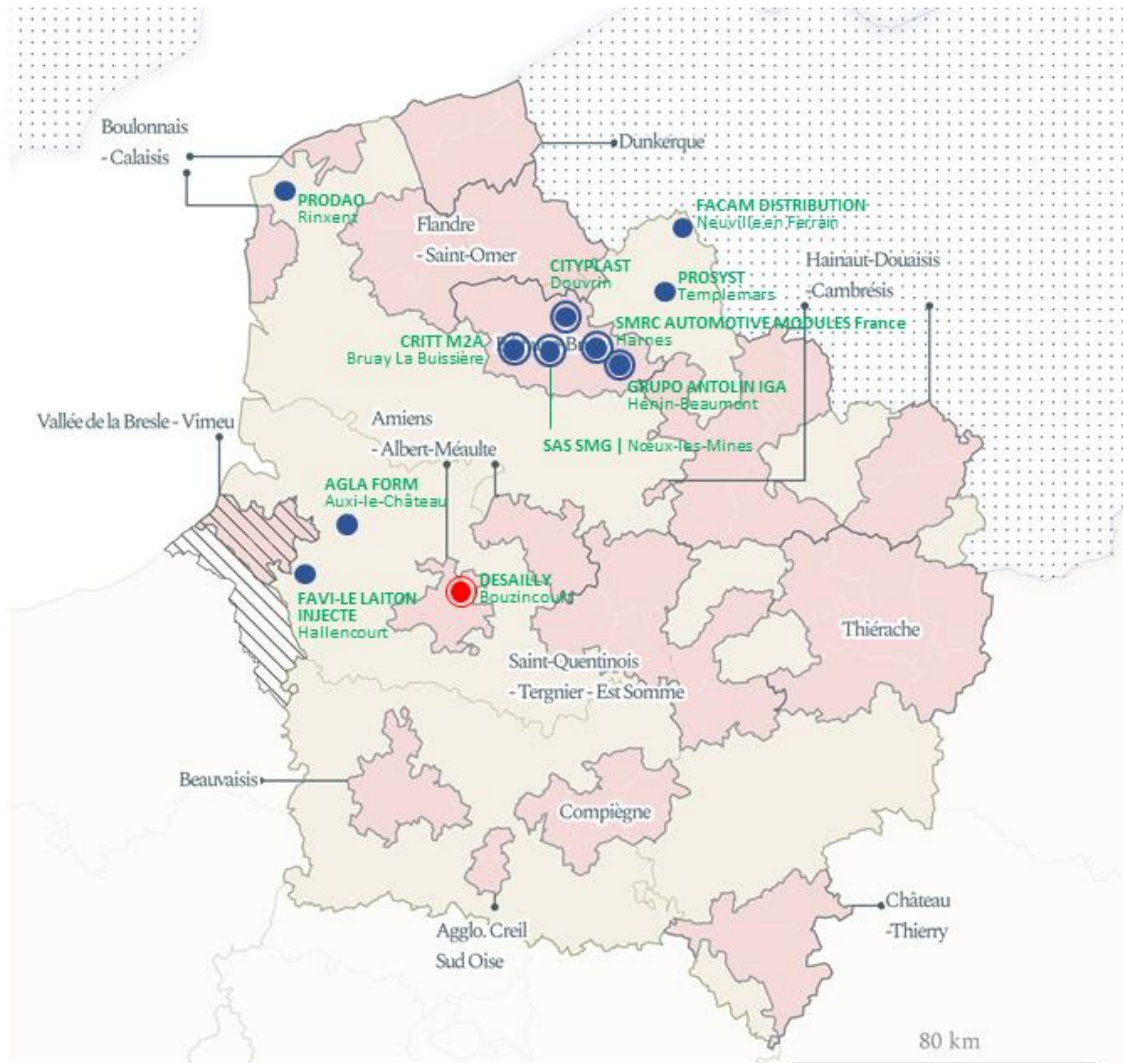 Boulonnais
- Calaisis
Dunkerque
PRODAO
Rinxent
Flandre
- Saint-Omer
FACAM DISTRIBUTION
Neuville en Ferrain
Hainaut-Douaisis
-Cambrésis
CITYPLAST
Douvrin
PROSYST
Templemars
SMRC AUTOMOTIVE MODULES France
Harnes
CRITT M2A
Bruay La Buissière
GRUPO ANTOLIN IGA
Hénin-Beaumont
SAS SMG | Nœux-les-Mines
Vallée de la Bresle - Vimeu
Amiens
- Albert-Méaulte
AGLA FORM
Auxi-le-Château
FAVI-LE LAITON
INJECTE
Hallencourt
DESAILLY
Bouzincourt
Thiérache
Saint-Quentinois
- Tergnier - Est Somme
Beauvaisis
Compiègne
Agglo. Creil
Sud Oise
Château
-Thierry
80 km